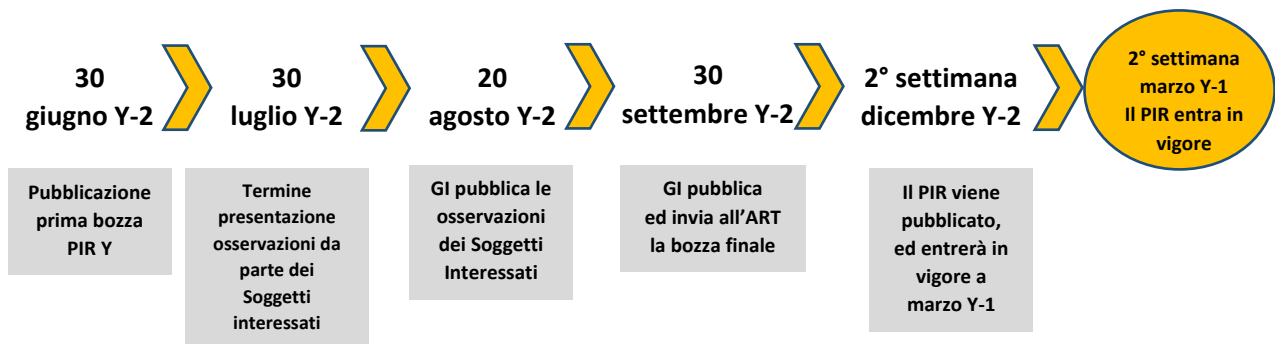 30
giugno Y-2
30
luglio Y-2
20
agosto Y-2
30
settembre Y-2
2° settimana
dicembre Y-2
2° settimana
marzo Y-1
Il PIR entra in
vigore
Pubblicazione
prima bozza
PIR Y
Termine
presentazione
osservazioni da
parte dei
Soggetti
interessati
GI pubblica le
osservazioni
dei Soggetti
Interessati
GI pubblica
ed invia all’ART
la bozza finale
Il PIR viene
pubblicato,
ed entrerà in
vigore a
marzo Y-1